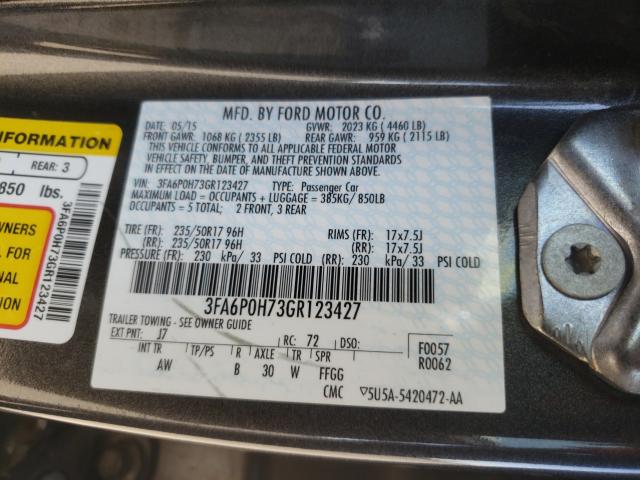 INFORMATION
REAR: 3
850 lbs.
WNERS
FOR
NAL
ION
3FA6P0H73GR123427
MFD. BY FORD MOTOR CO.
DATE: 05/15 GVWR: 2023 KG ( 4460 LB)
FRONT GAWR: 1068 KG ( 2355 LB) REAR GAWR: 959 KG ( 2115 LB)
THIS VEHICLE CONFORMS TO ALL APPLICABLE FEDERAL MOTOR
VEHICLE SAFETY, BUMPER, AND THEFT PREVENTION STANDARDS
IN EFFECT ON THE DATE OF MANUFACTURE SHOWN ABOVE.
VIN: 3FA6P0H73GR123427 TYPE: Passenger Car
MAXIMUM LOAD = OCCUPANTS + LUGGAGE = 385KG/ 850LB
OCCUPANTS = 5 TOTAL: 2 FRONT, 3 REAR
TIRE (FR): 235/50R17 96H RIMS (FR): 17x7.5J
(RR): 235/50R17 96H (RR): 17x7.5J
PRESSURE (FR): 230 kPa/ 33 PSI COLD (RR): 230 kPa/ 33 PSI COLD
3FA6P0H73GR123427
TRAILER TOWING - SEE OWNER GUIDE
EXT PNT: J7 RC: 72 DSO: F0057
INT TR TP/PS R AXLE TR SPR R0062
AW B 30 W FFGG
CMC ▽5U5A-5420472-AA